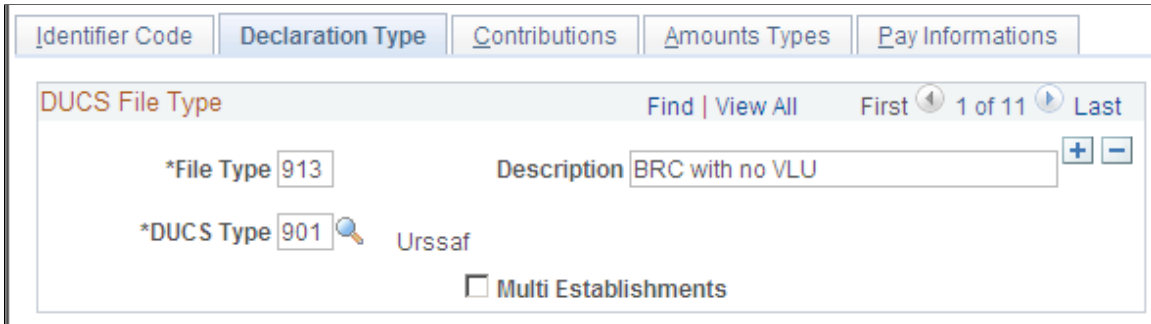 Identifier Code Declaration Type Contributions Amounts Types Pay Informations
DUCS File Type Find | View All First 1 of 11 Last
*File Type 913 Description BRC with no VLU
*DUCS Type 901 Urssaf
Multi Establishments